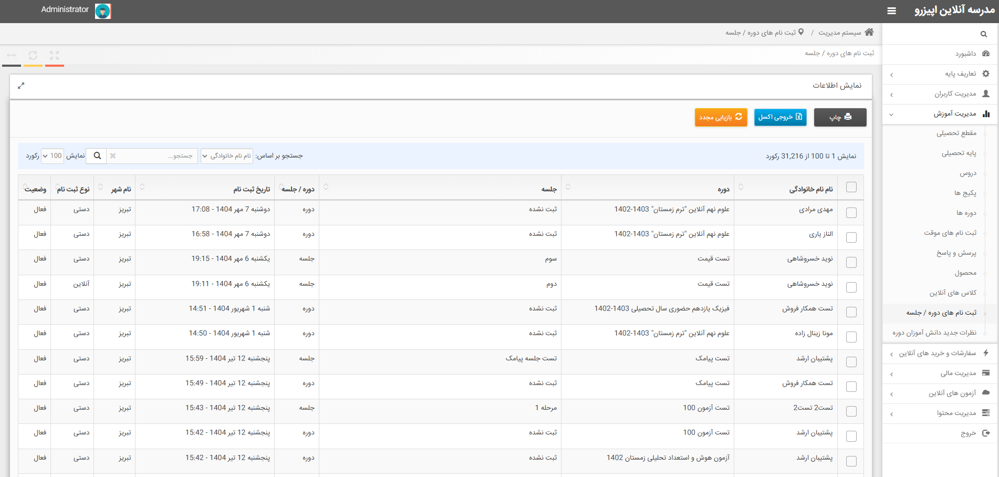 مدرسه آنلاین اپیزرو
Administrator
سیستم مدیریت / ثبت نام های دوره / جلسه
ثبت نام های دوره / جلسه
داشبورد
تعاریف پایه
مدیریت کاربران
مدیریت آموزش
مقطع تحصیلی
پایه تحصیلی
دروس
پکیج ها
دوره ها
ثبت نام های موقت
پرسش و پاسخ
محصول
کلاس های آنلاین
ثبت نام های دوره / جلسه
نظرات جدید دانش آموزان دوره
سفارشات و خرید های آنلاین
مدیریت مالی
آزمون های آنلاین
مدیریت محتوا
خروج
نمایش اطلاعات
چاپ خروجی اکسل بازیابی مجدد
نمایش 1 تا 100 از 31,216 رکورد جستجو بر اساس: نام نام خانوادگی جستجو... نمایش 100 رکورد
نام نام خانوادگی دوره جلسه دوره / جلسه تاریخ ثبت نام نام شهر نوع ثبت نام وضعیت
مهدی مرادی علوم نهم آنلاین "ترم زمستان" 1403-1402 ثبت نشده دوره دوشنبه 7 مهر 1404 - 17:08 تبریز دستی فعال
الناز یاری علوم نهم آنلاین "ترم زمستان" 1403-1402 ثبت نشده دوره دوشنبه 7 مهر 1404 - 16:58 تبریز دستی فعال
نوید خسروشاهی تست قیمت سوم جلسه یکشنبه 6 مهر 1404 - 19:15 تبریز دستی فعال
نوید خسروشاهی تست قیمت دوم جلسه یکشنبه 6 مهر 1404 - 19:11 تبریز آنلاین فعال
تست همکار فروش فیزیک یازدهم حضوری سال تحصیلی 1403-1402 ثبت نشده دوره شنبه 1 شهریور 1404 - 14:51 تبریز دستی فعال
مونا زینال زاده علوم نهم آنلاین "ترم زمستان" 1403-1402 ثبت نشده دوره شنبه 1 شهریور 1404 - 14:50 تبریز دستی فعال
پشتیبان ارشد تست پیامک تست جلسه پیامک جلسه پنجشنبه 12 تیر 1404 - 15:59 تبریز دستی فعال
تست همکار فروش تست پیامک ثبت نشده دوره پنجشنبه 12 تیر 1404 - 15:49 تبریز دستی فعال
تست2 تست2 تست آزمون 100 مرحله 1 جلسه پنجشنبه 12 تیر 1404 - 15:43 تبریز دستی فعال
پشتیبان ارشد تست آزمون 100 ثبت نشده دوره پنجشنبه 12 تیر 1404 - 15:42 تبریز دستی فعال
پشتیبان ارشد آزمون هوش و استعداد تحلیلی زمستان 1402 ثبت نشده دوره پنجشنبه 12 تیر 1404 - 15:42 تبریز دستی فعال